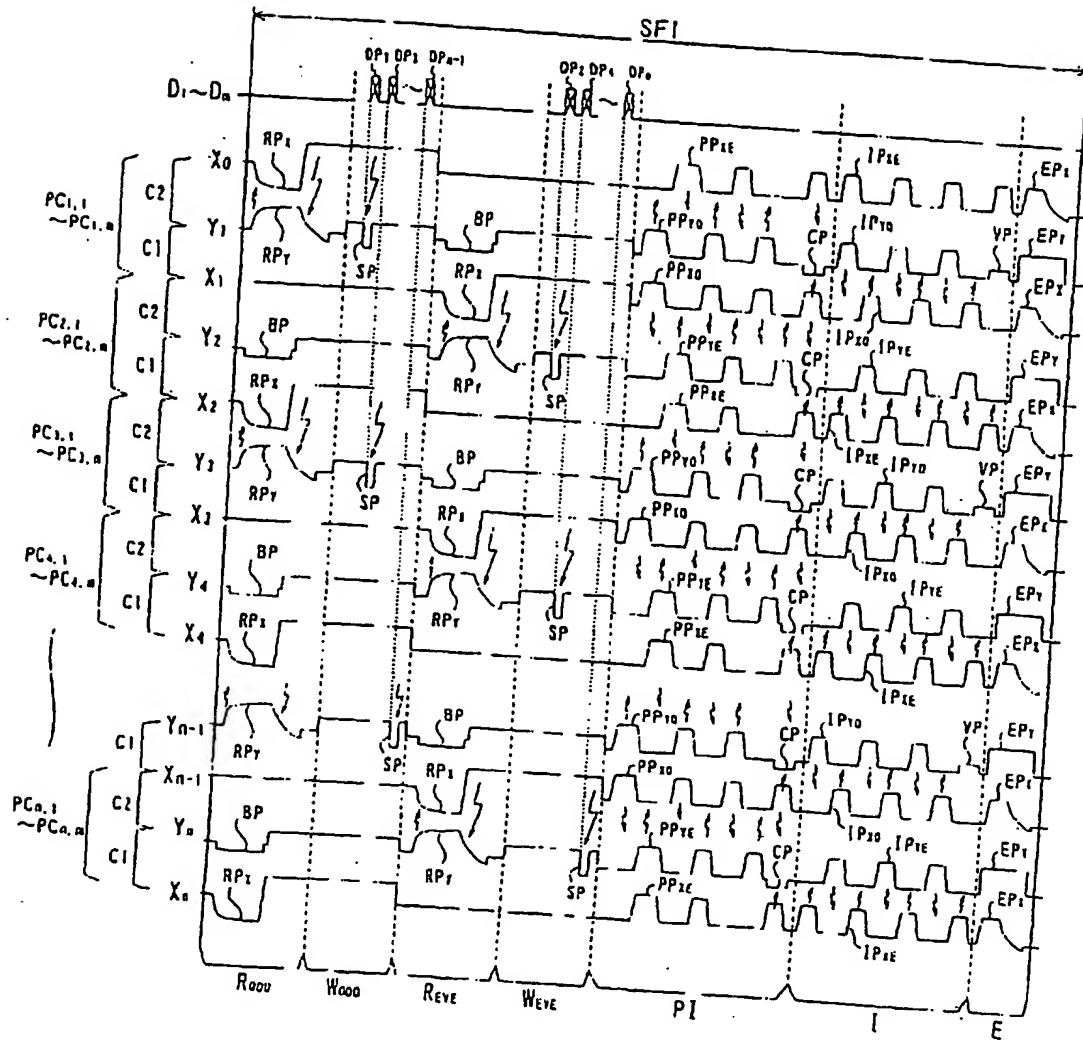 SF1
DP1 DP3 ~ DPn-1 DP2 DP4 ~ DPn
D1~Dm
X0 RPX PPXE IPXE EPX
PC1,1 ~PC1,m C2 C1
Y1 RPY SP BP PPYO CP IPYO VP EPY
X1 RPX PPXO IPXO EPX
PC2,1 ~PC2,m C2 C1
Y2 BP RPY SP PPYE CP IPYE EPY
X2 RPX PPXE IPXE EPX
PC3,1 ~PC3,m C2 C1
Y3 RPY SP BP PPYO CP IPYO VP EPY
X3 RPX PPXO IPXO EPX
PC4,1 ~PC4,m C2 C1
Y4 BP RPY SP PPYE CP IPYE EPY
X4 RPX PPXE IPXE EPX
Yn-1 C1 RPY SP BP PPYO CP IPYO VP EPY
Xn-1 RPX PPXO IPXO EPX
PCn,1 ~PCn,m C2 C1
Yn BP RPY SP PPYE CP IPYE EPY
Xn RPX PPXE IPXE EPX
RODD WODD REVE WEVE PI I E